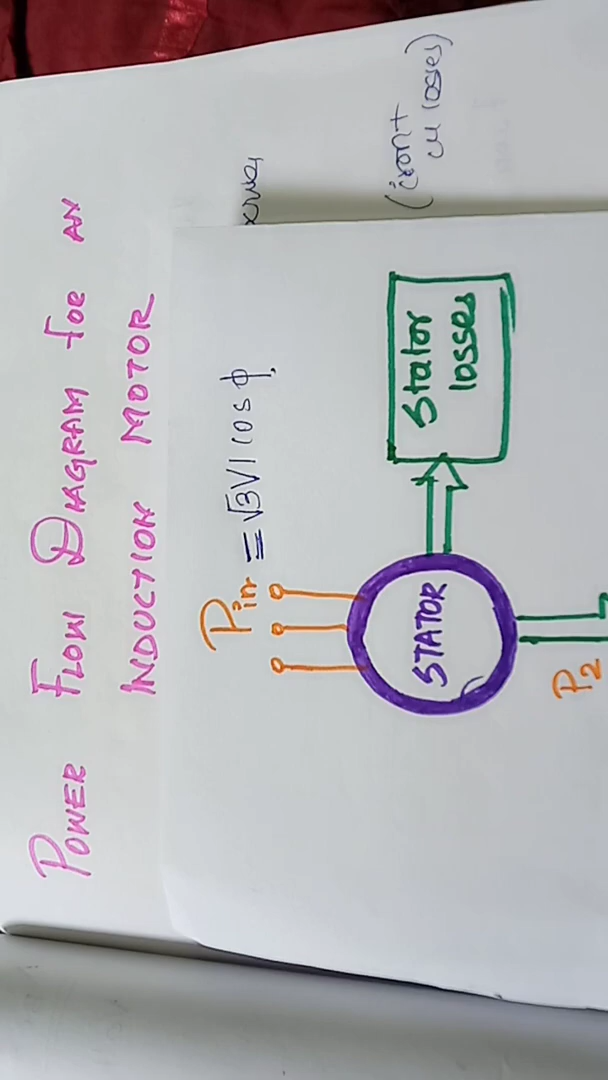 POWER FLOW DIAGRAM FOR AN
INDUCTION MOTOR
Pin = √3VI cos φ
STATOR
Stator
losses
(iron+
cu losses)
P2